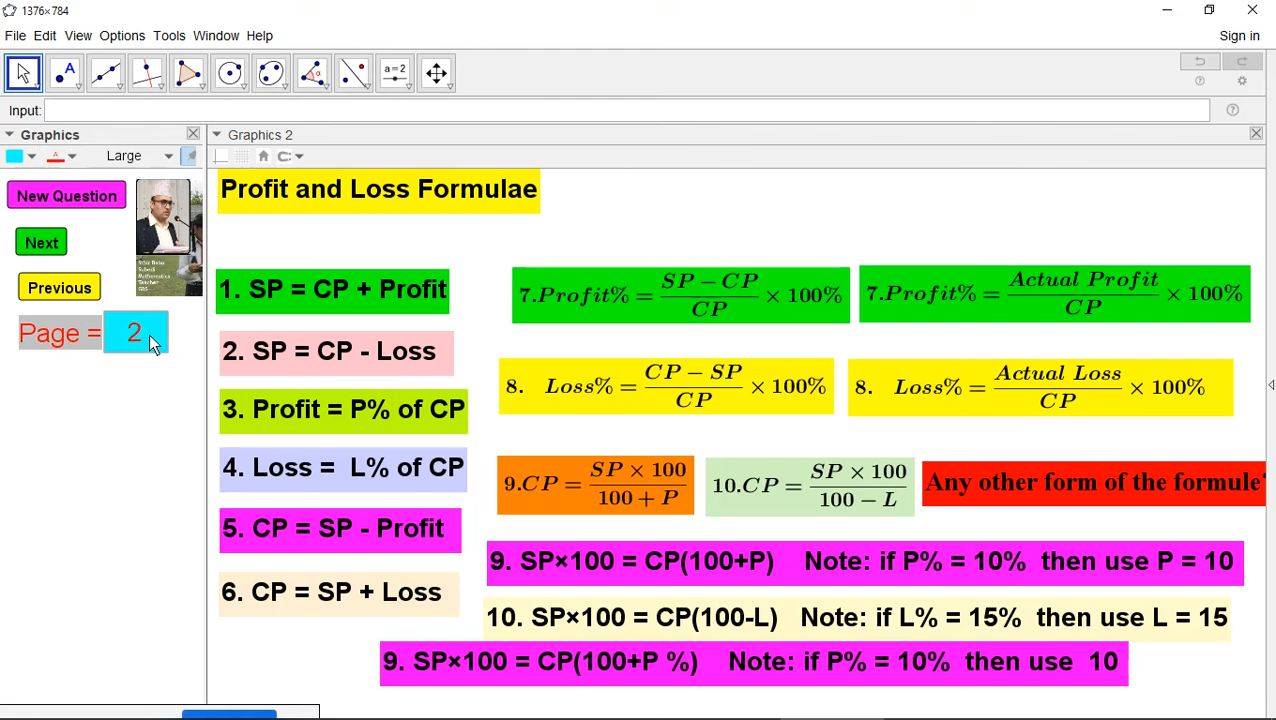 1376×784
File Edit View Options Tools Window Help
Sign in
A
α
a=2
Input:
Graphics
Graphics 2
A Large
New Question
Next
Previous
Page = 2
Subedi
Mathematics
Teacher
Profit and Loss Formulae
1. SP = CP + Profit
2. SP = CP - Loss
3. Profit = P% of CP
4. Loss = L% of CP
5. CP = SP - Profit
6. CP = SP + Loss
7.Profit% = (SP − CP)/CP × 100%
7.Profit% = Actual Profit/CP × 100%
8. Loss% = (CP − SP)/CP × 100%
8. Loss% = Actual Loss/CP × 100%
9.CP = (SP × 100)/(100 + P)
10.CP = (SP × 100)/(100 − L)
Any other form of the formule?
9. SP×100 = CP(100+P) Note: if P% = 10% then use P = 10
10. SP×100 = CP(100-L) Note: if L% = 15% then use L = 15
9. SP×100 = CP(100+P %) Note: if P% = 10% then use 10